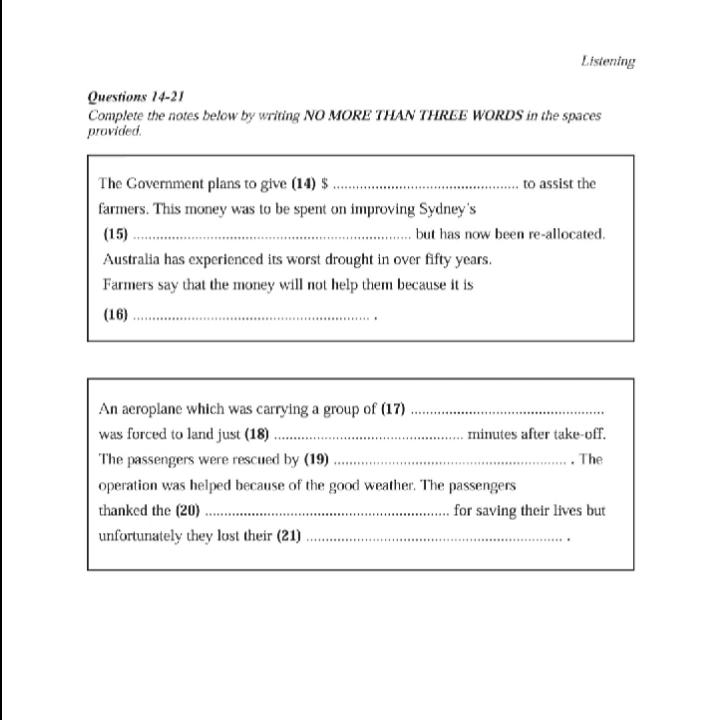 Listening
Questions 14-21
Complete the notes below by writing NO MORE THAN THREE WORDS in the spaces
provided.
The Government plans to give (14) $ ................................................ to assist the
farmers. This money was to be spent on improving Sydney's
(15) ........................................................................ but has now been re-allocated.
Australia has experienced its worst drought in over fifty years.
Farmers say that the money will not help them because it is
(16) ............................................................. .
An aeroplane which was carrying a group of (17) ..................................................
was forced to land just (18) ................................................. minutes after take-off.
The passengers were rescued by (19) ............................................................ . The
operation was helped because of the good weather. The passengers
thanked the (20) ............................................................... for saving their lives but
unfortunately they lost their (21) .................................................................. .